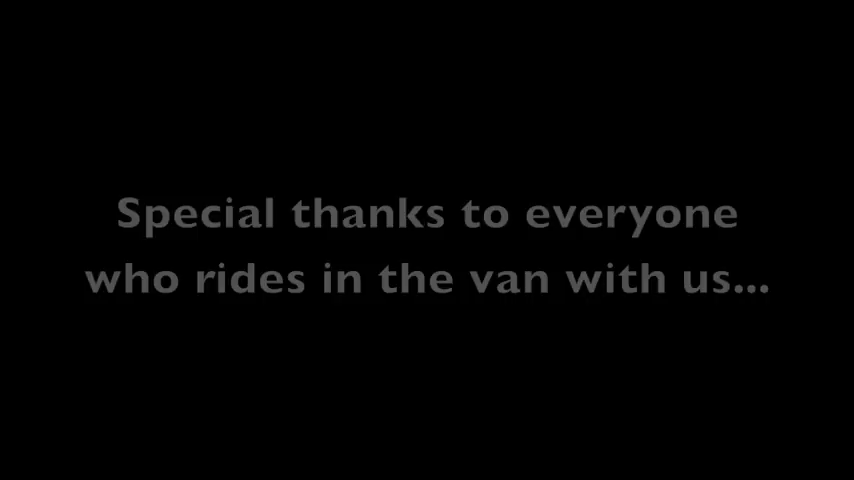 Special thanks to everyone
who rides in the van with us...